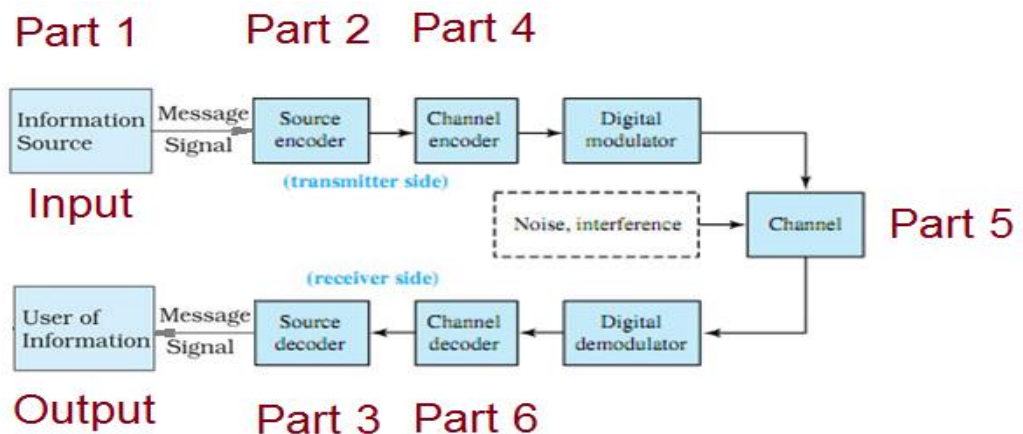 Part 1
Part 2
Part 4
Information
Source
Message
Signal
Source
encoder
Channel
encoder
Digital
modulator
(transmitter side)
Input
Noise, interference
Channel
Part 5
(receiver side)
User of
Information
Message
Signal
Source
decoder
Channel
decoder
Digital
demodulator
Output
Part 3
Part 6